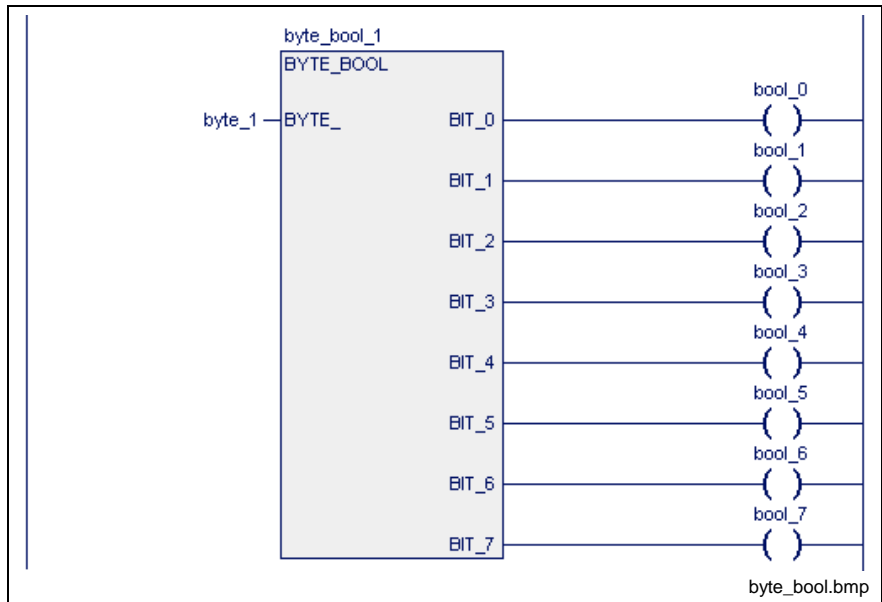 byte_bool_1
BYTE_BOOL
bool_0
byte_1 BYTE_ BIT_0
bool_1
BIT_1
bool_2
BIT_2
bool_3
BIT_3
bool_4
BIT_4
bool_5
BIT_5
bool_6
BIT_6
bool_7
BIT_7
byte_bool.bmp